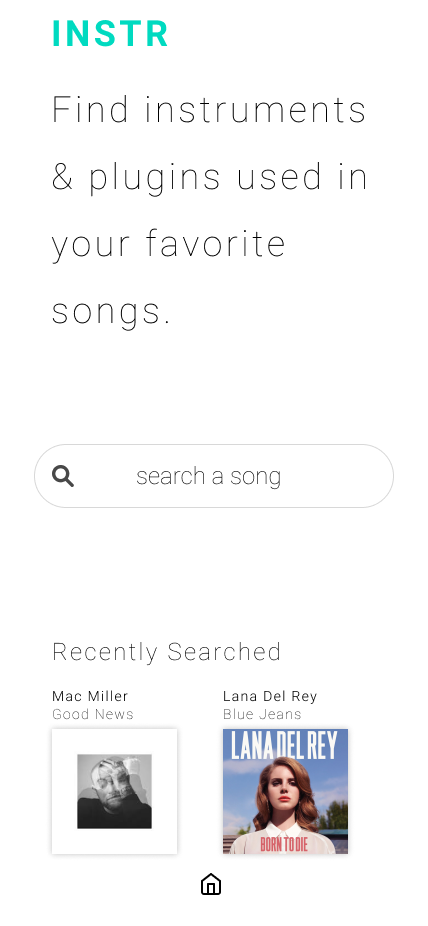 INSTR
Find instruments
& plugins used in
your favorite
songs.
search a song
Recently Searched
Mac Miller
Good News
Lana Del Rey
Blue Jeans
LANA DEL REY
BORN TO DIE